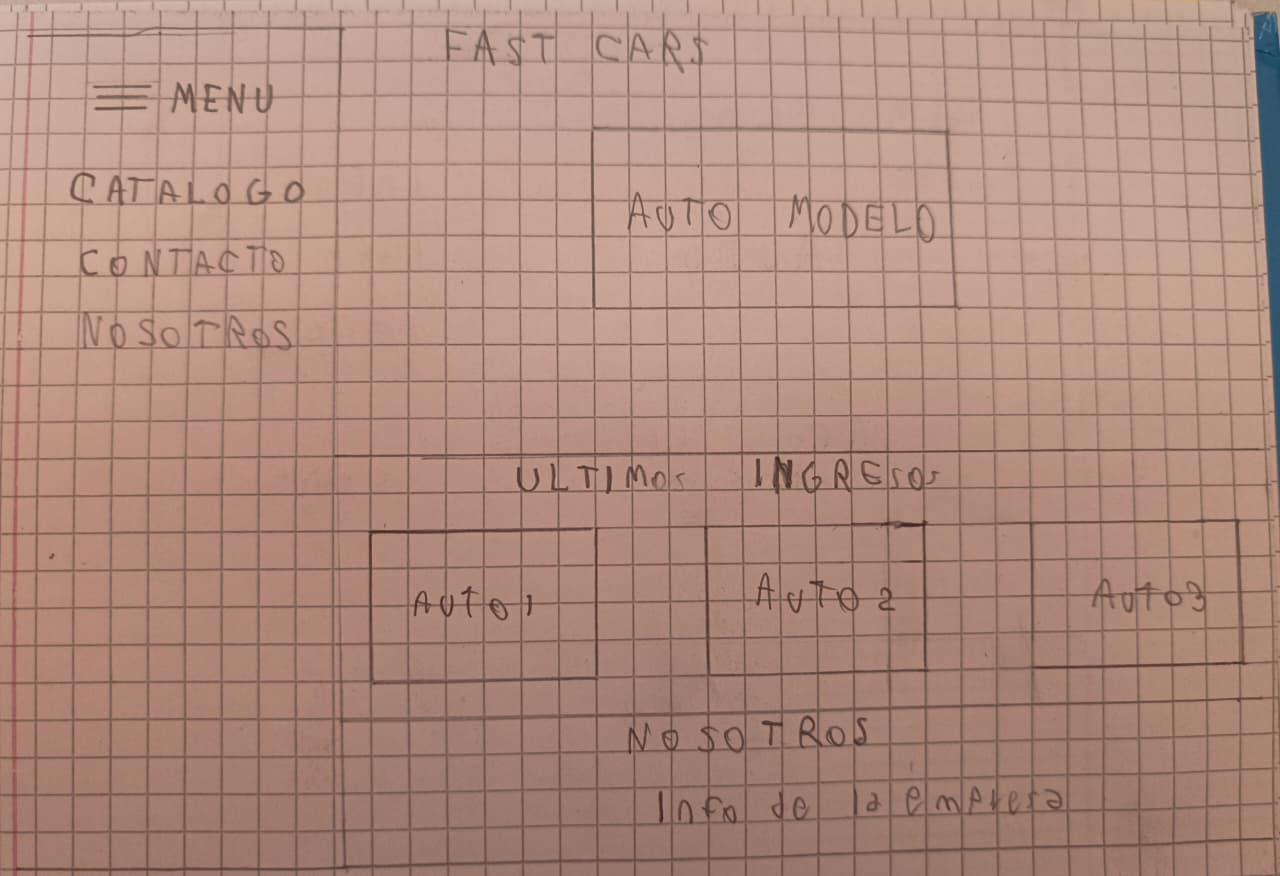 FAST CARS
MENU
CATALOGO
CONTACTO
NOSOTROS
AUTO MODELO
ULTIMOS INGRESOS
AUTO 1
AUTO 2
AUTO 3
NOSOTROS
Info de la empresa